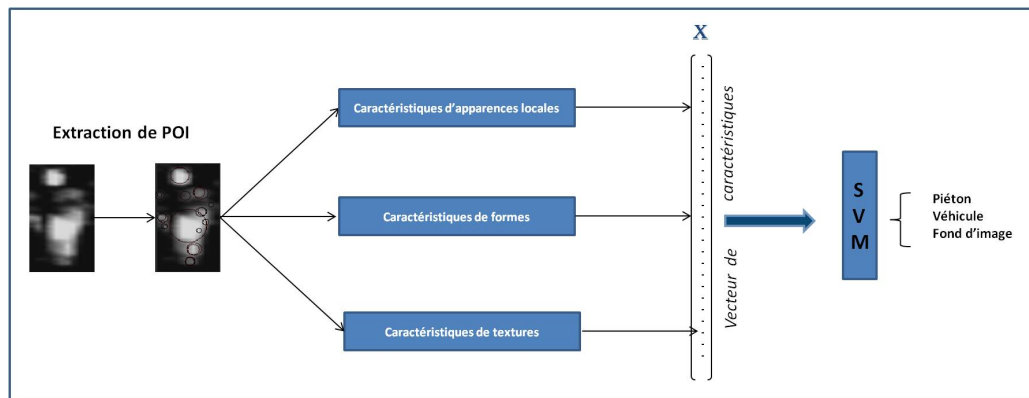 X
Caractéristiques d'apparences locales
Extraction de POI
Caractéristiques de formes
Caractéristiques de textures
Vecteur de caractéristiques
S
V
M
Piéton
Véhicule
Fond d'image